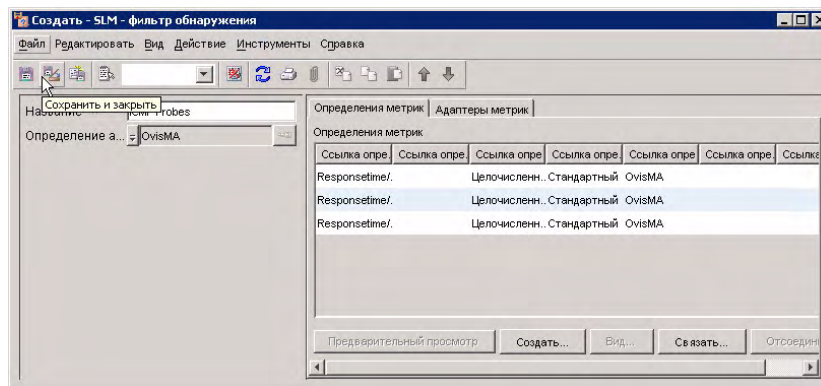 Создать - SLM - фильтр обнаружения
Файл Редактировать Вид Действие Инструменты Справка
Сохранить и закрыть
Название ICMP Probes
Определение а... OvisMA
Определения метрик Адаптеры метрик
Определения метрик
Ссылка опре. Ссылка опре. Ссылка опре Ссылка опре. Ссылка опре Ссылка опре. Ссылке
Responsetime/. Целочисленн.. Стандартный OvisMA
Responsetime/. Целочисленн.. Стандартный OvisMA
Responsetime/. Целочисленн.. Стандартный OvisMA
Предварительный просмотр Создать... Вид... Связать... Отсоедин